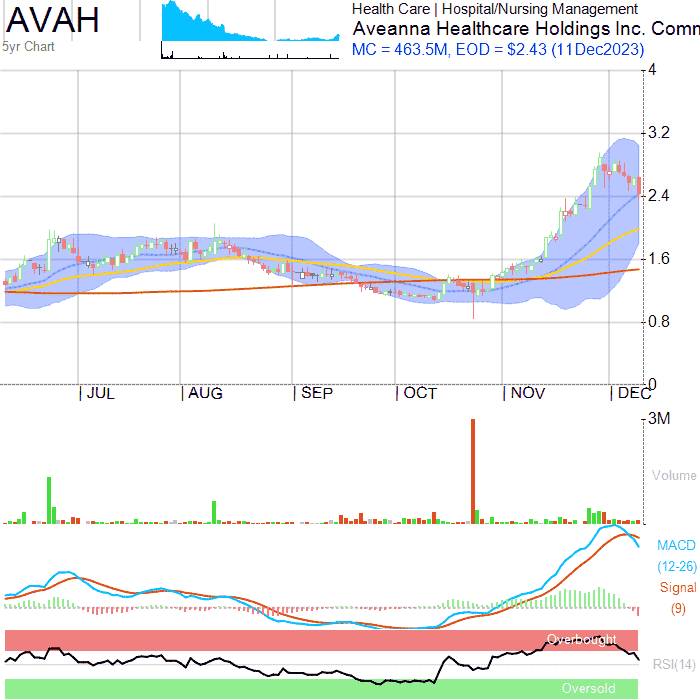 AVAH
5yr Chart
Health Care | Hospital/Nursing Management
Aveanna Healthcare Holdings Inc. Comm
MC = 463.5M, EOD = $2.43 (11Dec2023)
4
3.2
2.4
1.6
0.8
0
JUL AUG SEP OCT NOV DEC
3M
Volume
MACD
(12-26)
Signal
(9)
Overbought
RSI(14)
Oversold